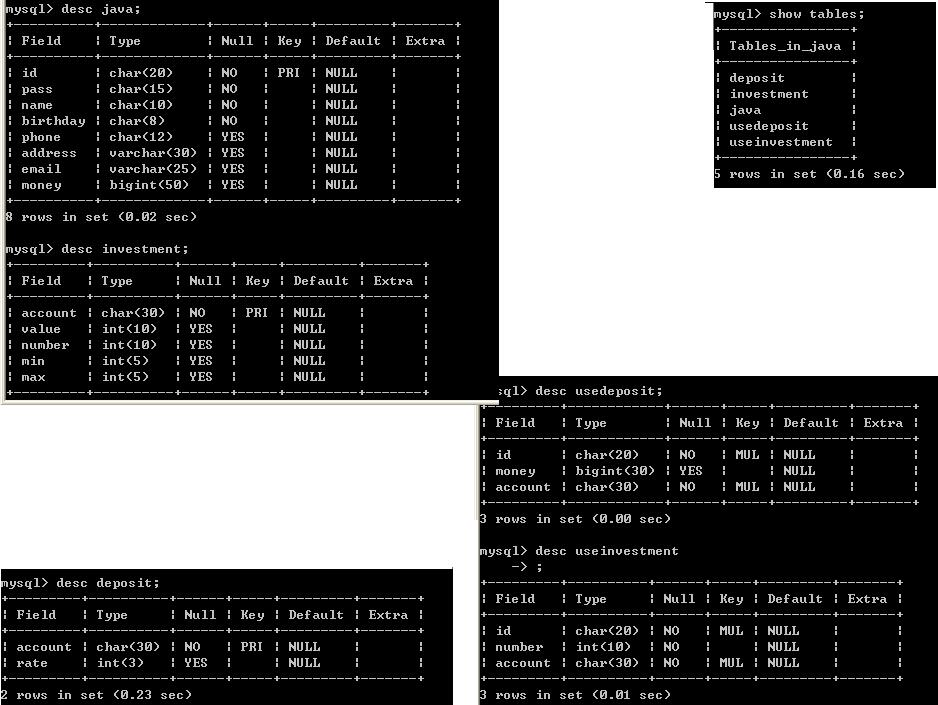 mysql> desc java;
+----------+-------------+------+-----+---------+-------+
| Field    | Type        | Null | Key | Default | Extra |
+----------+-------------+------+-----+---------+-------+
| id       | char(20)    | NO   | PRI | NULL    |       |
| pass     | char(15)    | NO   |     | NULL    |       |
| name     | char(10)    | NO   |     | NULL    |       |
| birthday | char(8)     | NO   |     | NULL    |       |
| phone    | char(12)    | YES  |     | NULL    |       |
| address  | varchar(30) | YES  |     | NULL    |       |
| email    | varchar(25) | YES  |     | NULL    |       |
| money    | bigint(50)  | YES  |     | NULL    |       |
+----------+-------------+------+-----+---------+-------+
8 rows in set (0.02 sec)
mysql> desc investment;
+---------+----------+------+-----+---------+-------+
| Field   | Type     | Null | Key | Default | Extra |
+---------+----------+------+-----+---------+-------+
| account | char(30) | NO   | PRI | NULL    |       |
| value   | int(10)  | YES  |     | NULL    |       |
| number  | int(10)  | YES  |     | NULL    |       |
| min     | int(5)   | YES  |     | NULL    |       |
| max     | int(5)   | YES  |     | NULL    |       |
+---------+----------+------+-----+---------+-------+
mysql> show tables;
+----------------+
| Tables_in_java |
+----------------+
| deposit        |
| investment     |
| java           |
| usedeposit     |
| useinvestment  |
+----------------+
5 rows in set (0.16 sec)
sql> desc usedeposit;
+---------+------------+------+-----+---------+-------+
| Field   | Type       | Null | Key | Default | Extra |
+---------+------------+------+-----+---------+-------+
| id      | char(20)   | NO   | MUL | NULL    |       |
| money   | bigint(30) | YES  |     | NULL    |       |
| account | char(30)   | NO   | MUL | NULL    |       |
+---------+------------+------+-----+---------+-------+
3 rows in set (0.00 sec)
mysql> desc useinvestment
    -> ;
+---------+----------+------+-----+---------+-------+
| Field   | Type     | Null | Key | Default | Extra |
+---------+----------+------+-----+---------+-------+
| id      | char(20) | NO   | MUL | NULL    |       |
| number  | int(10)  | NO   |     | NULL    |       |
| account | char(30) | NO   | MUL | NULL    |       |
+---------+----------+------+-----+---------+-------+
3 rows in set (0.01 sec)
mysql> desc deposit;
+---------+----------+------+-----+---------+-------+
| Field   | Type     | Null | Key | Default | Extra |
+---------+----------+------+-----+---------+-------+
| account | char(30) | NO   | PRI | NULL    |       |
| rate    | int(3)   | YES  |     | NULL    |       |
+---------+----------+------+-----+---------+-------+
2 rows in set (0.23 sec)